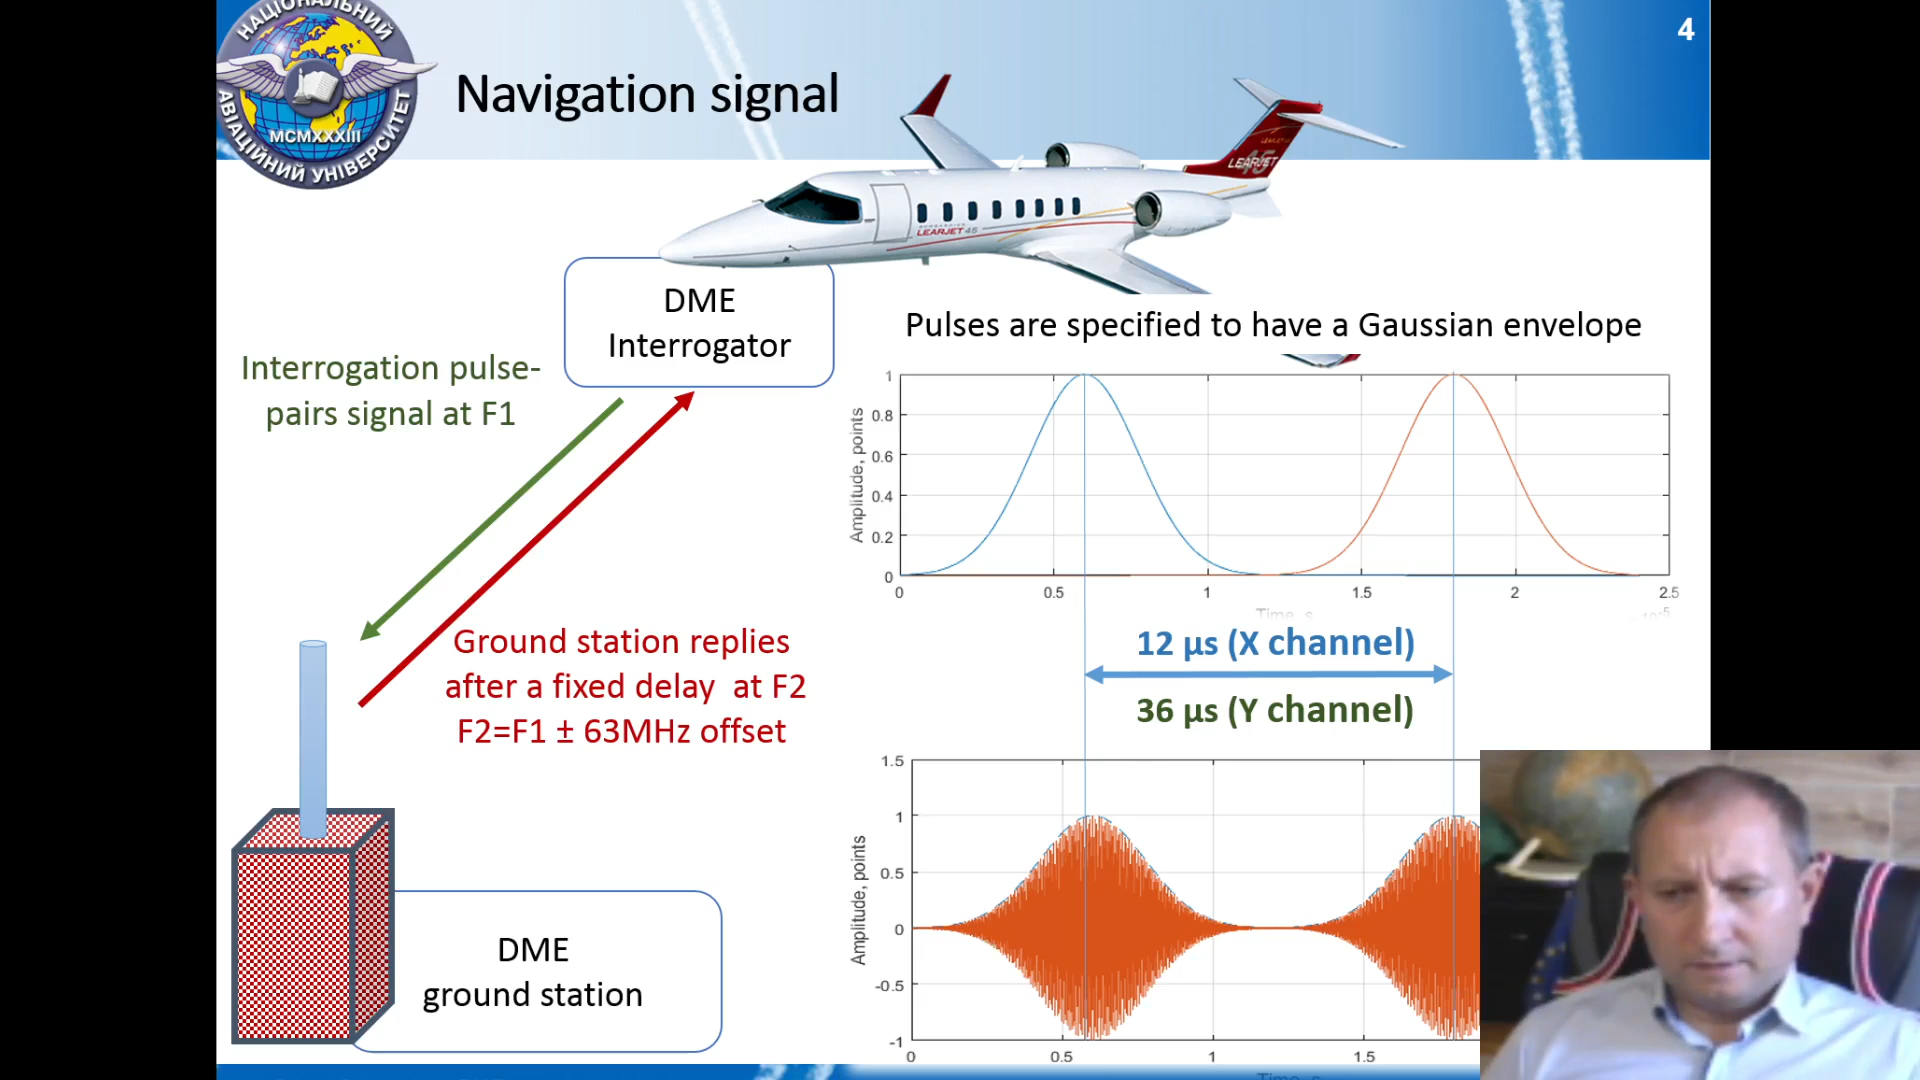 4
НАЦІОНАЛЬНИЙ
АВІАЦІЙНИЙ УНІВЕРСИТЕТ
MCMXXXIII
Navigation signal
LEARJET
45
LEARJET 45
DME
Interrogator
Interrogation pulse-
pairs signal at F1
Pulses are specified to have a Gaussian envelope
Amplitude, points
1
0.8
0.6
0.4
0.2
0
0 0.5 1 1.5 2 2.5
Time, s
12 µs (X channel)
36 µs (Y channel)
Ground station replies
after a fixed delay at F2
F2=F1 ± 63MHz offset
Amplitude, points
1.5
1
0.5
0
-0.5
-1
0 0.5 1 1.5
DME
ground station